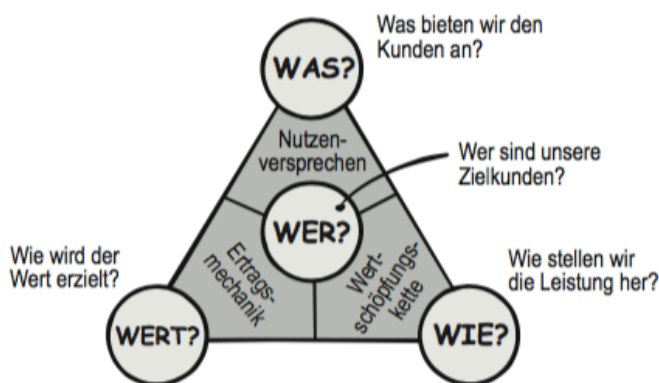 Was bieten wir den
Kunden an?
WAS?
Nutzen-
versprechen
Wer sind unsere
Zielkunden?
WER?
Wie wird der
Wert erzielt?
Ertrags-
mechanik
Wert-
schöpfungs-
kette
Wie stellen wir
die Leistung her?
WERT?
WIE?